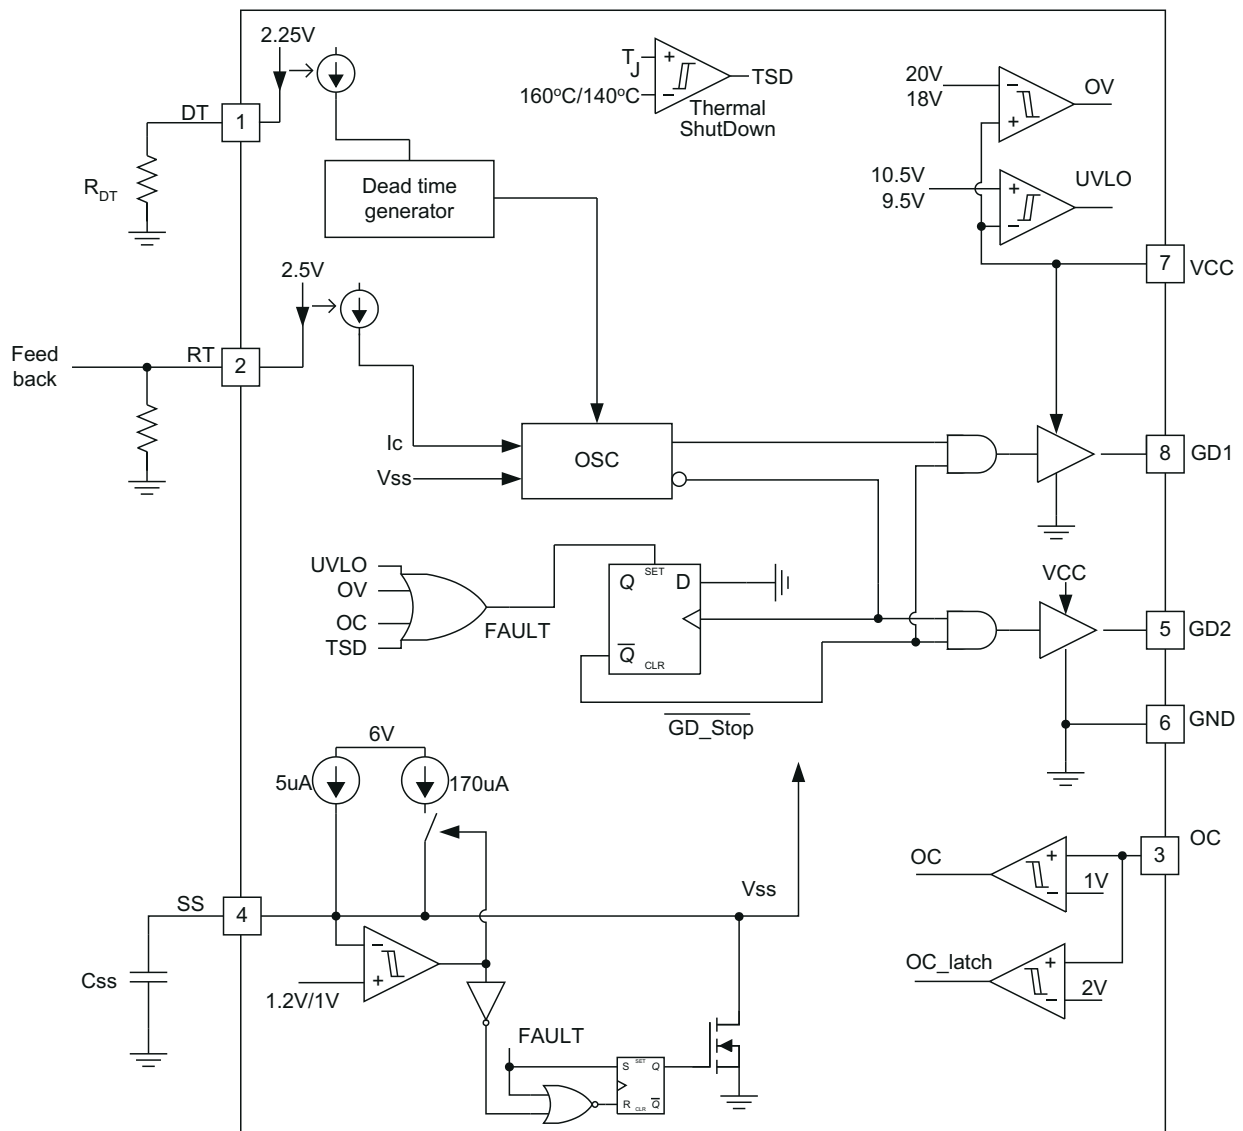 2.25V
DT
1
R_DT
Dead time
generator
T_J
+
−
160°C/140°C
TSD
Thermal
ShutDown
20V
18V
−
+
OV
10.5V
9.5V
+
−
UVLO
7
VCC
2.5V
Feed
back
RT
2
Ic
Vss
OSC
8
GD1
UVLO
OV
OC
TSD
FAULT
Q
SET
D
Q̅
CLR
G̅D̅_̅S̅t̅o̅p̅
VCC
5
GD2
6
GND
6V
5uA
170uA
SS
4
Css
−
+
1.2V/1V
Vss
FAULT
S
SET
Q
R
CLR
Q̅
OC
3
OC
+
−
1V
OC_latch
+
−
2V